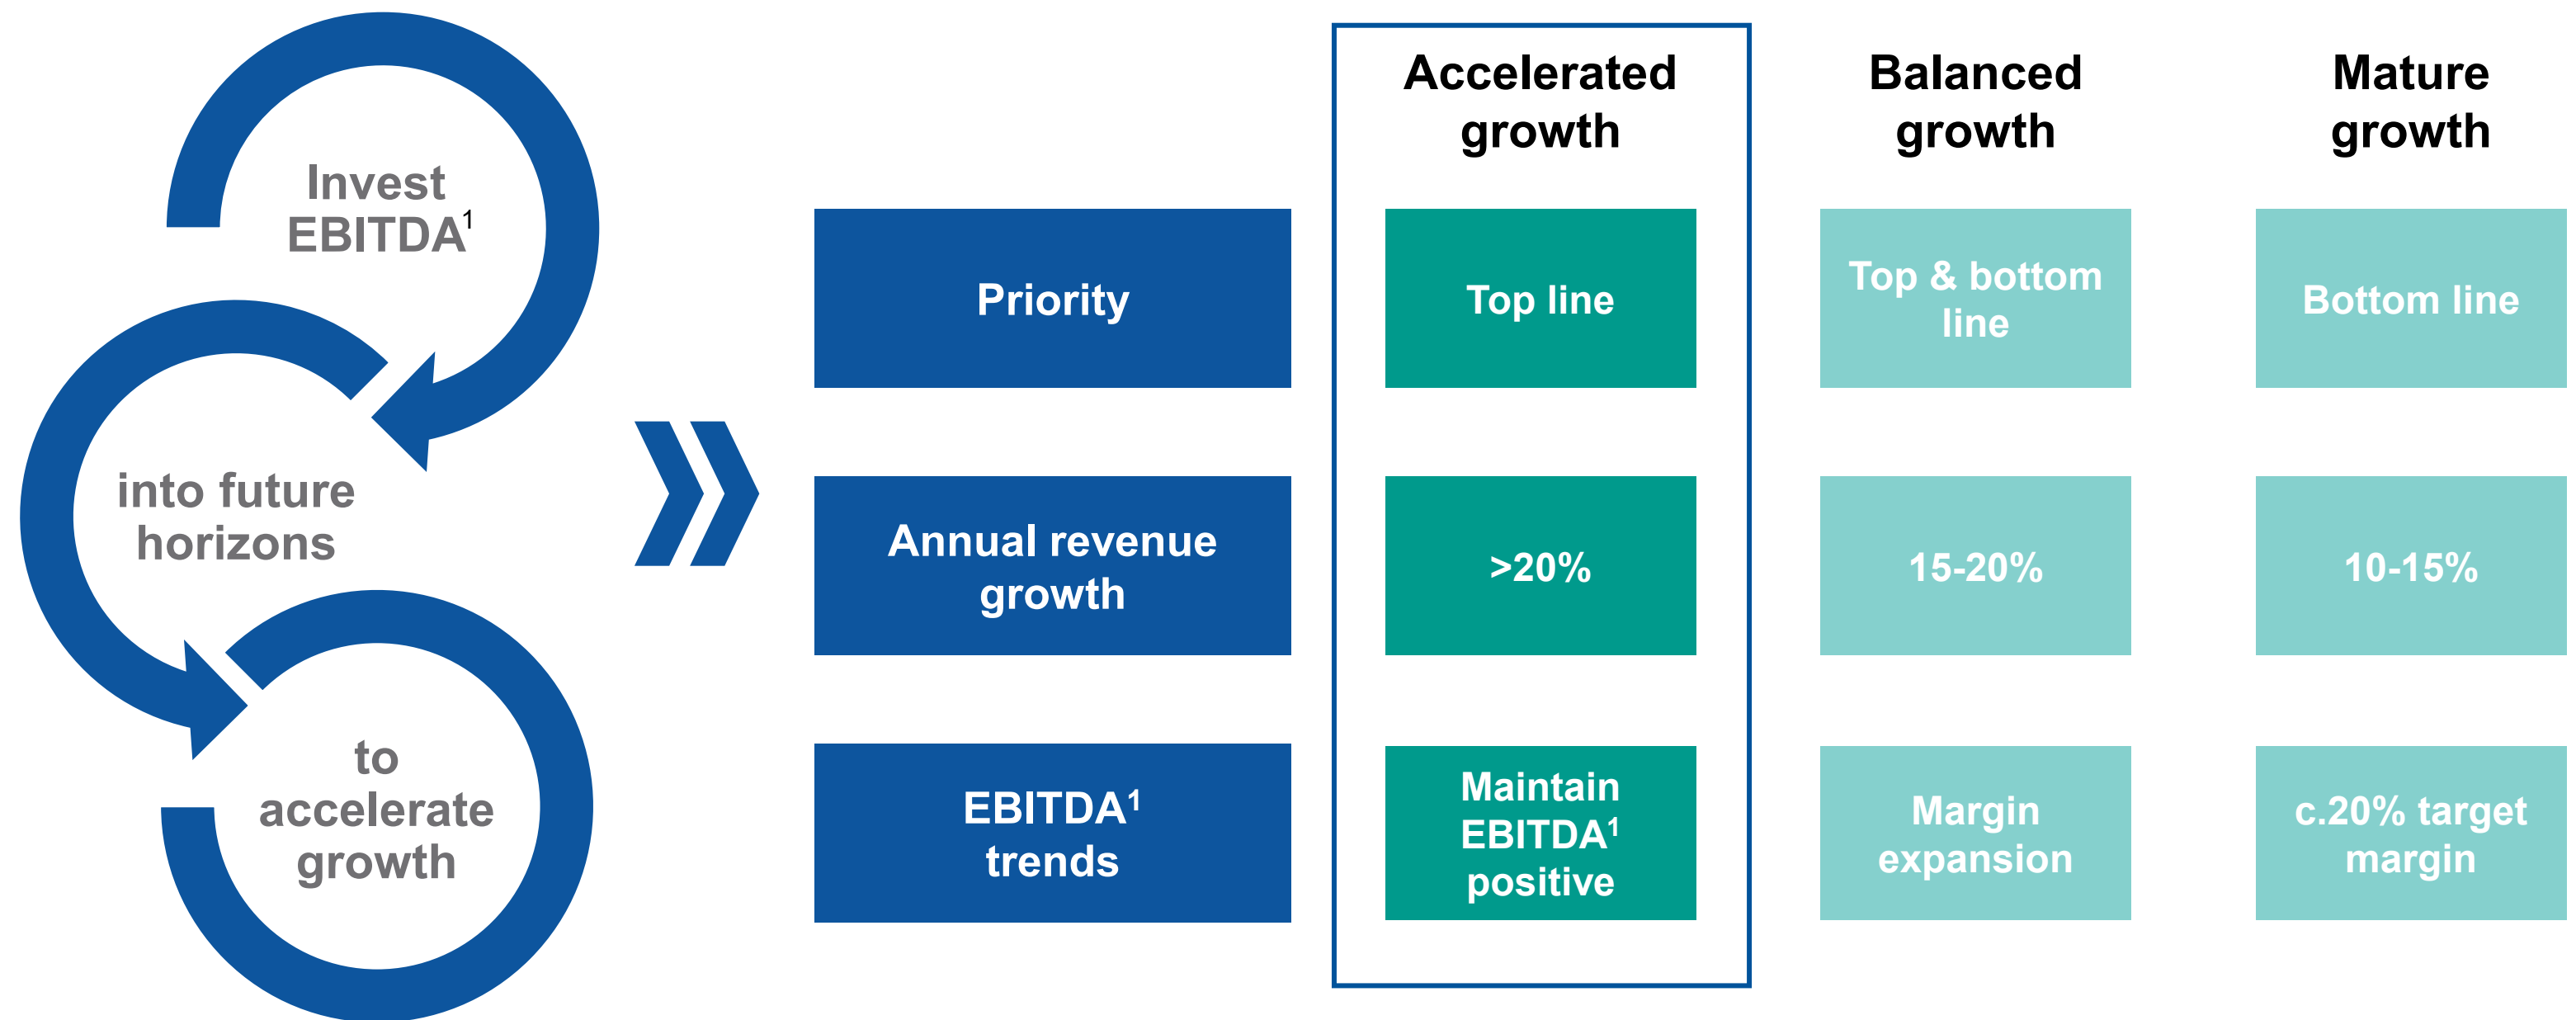 Invest
EBITDA¹
into future
horizons
to
accelerate
growth
Accelerated
growth
Balanced
growth
Mature
growth
Priority
Top line
Top & bottom
line
Bottom line
Annual revenue
growth
>20%
15-20%
10-15%
EBITDA¹
trends
Maintain
EBITDA¹
positive
Margin
expansion
c.20% target
margin